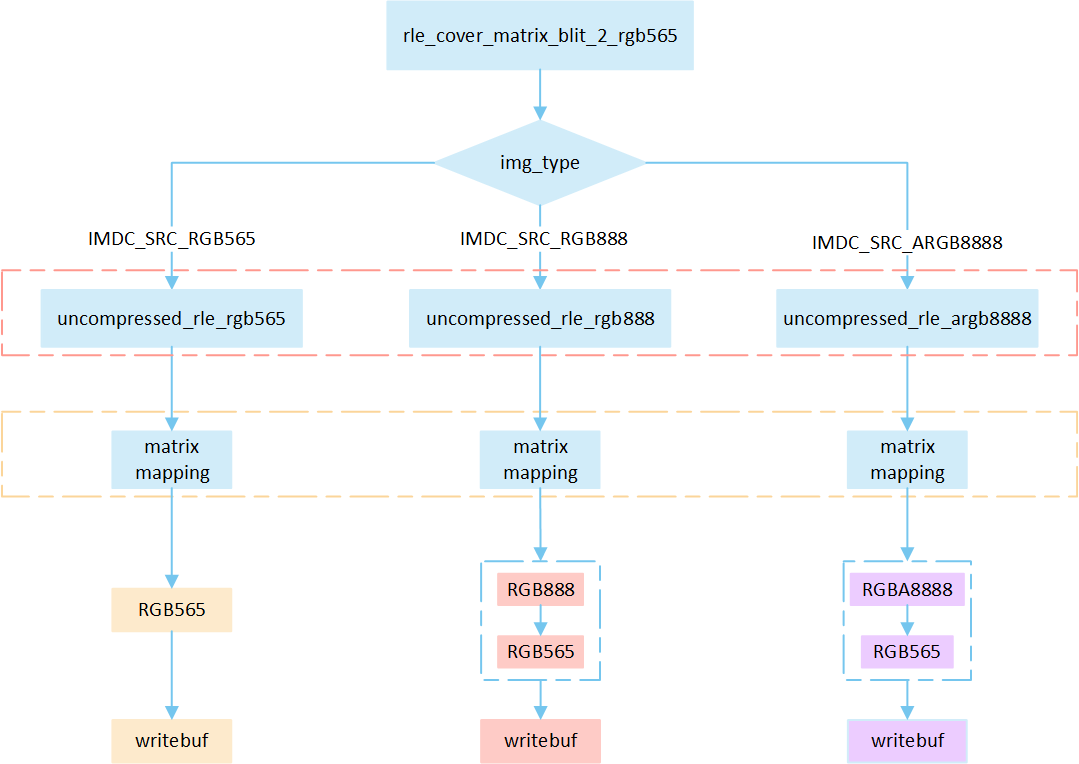 rle_cover_matrix_blit_2_rgb565
img_type
IMDC_SRC_RGB565
IMDC_SRC_RGB888
IMDC_SRC_ARGB8888
uncompressed_rle_rgb565
uncompressed_rle_rgb888
uncompressed_rle_argb8888
matrix
mapping
matrix
mapping
matrix
mapping
RGB565
RGB888
RGB565
RGBA8888
RGB565
writebuf
writebuf
writebuf